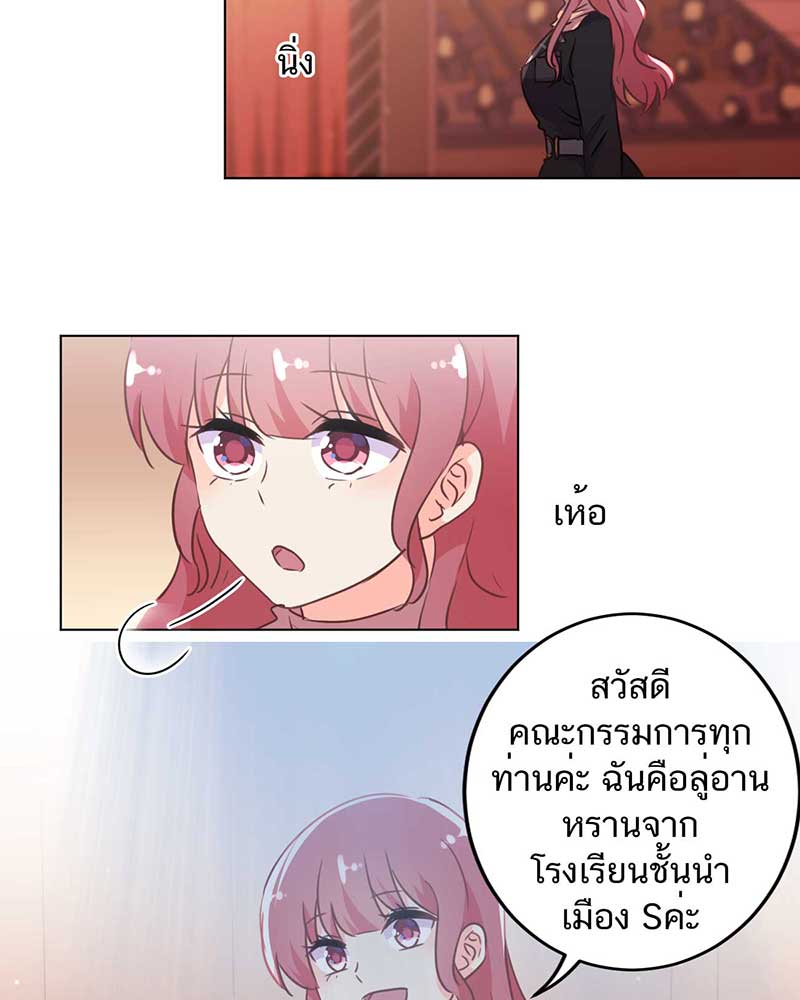 นิ่ง
เห้อ
สวัสดี
คณะกรรมการทุก
ท่านค่ะ ฉันคือลู่อาน
หรานจาก
โรงเรียนชั้นนำ
เมือง Sค่ะ